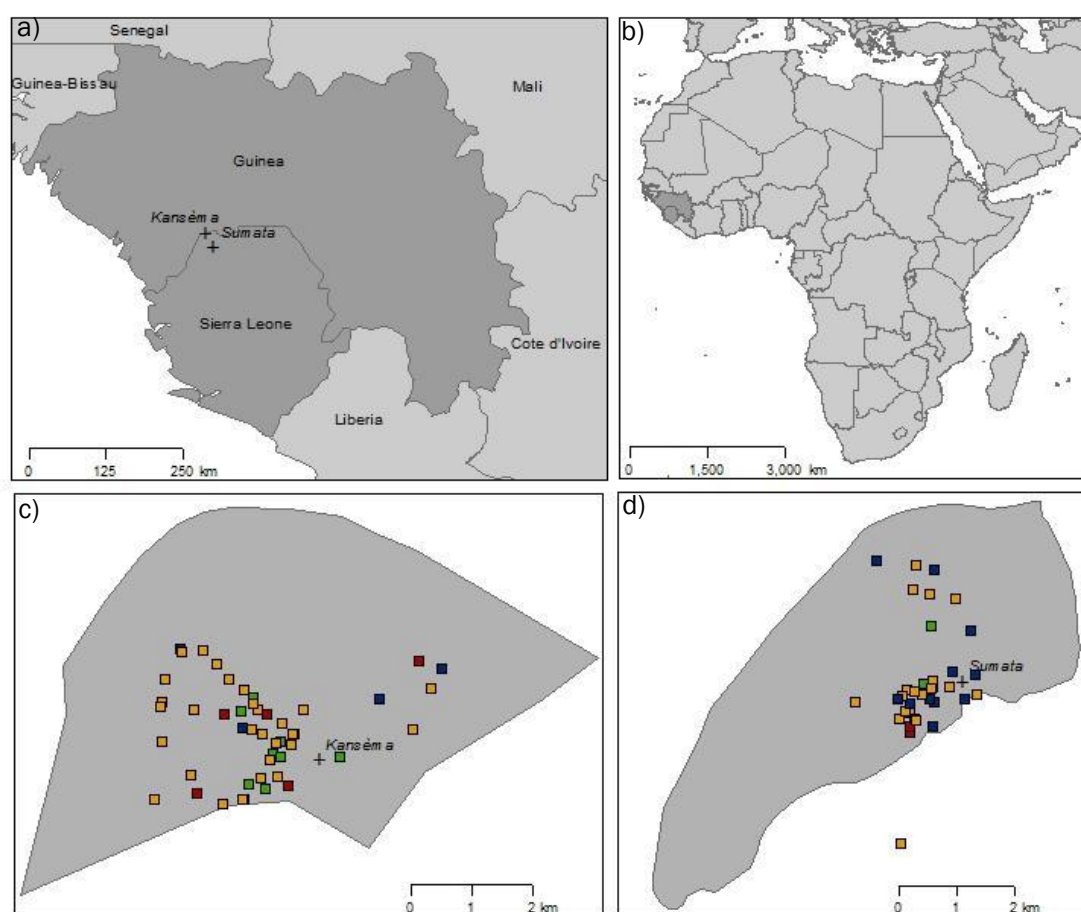 a)
Senegal
Guinea-Bissau
Mali
Guinea
Kansèma
Sumata
Sierra Leone
Cote d'Ivoire
Liberia
0 125 250 km
b)
0 1,500 3,000 km
c)
Kansèma
0 1 2 km
d)
Sumata
0 1 2 km